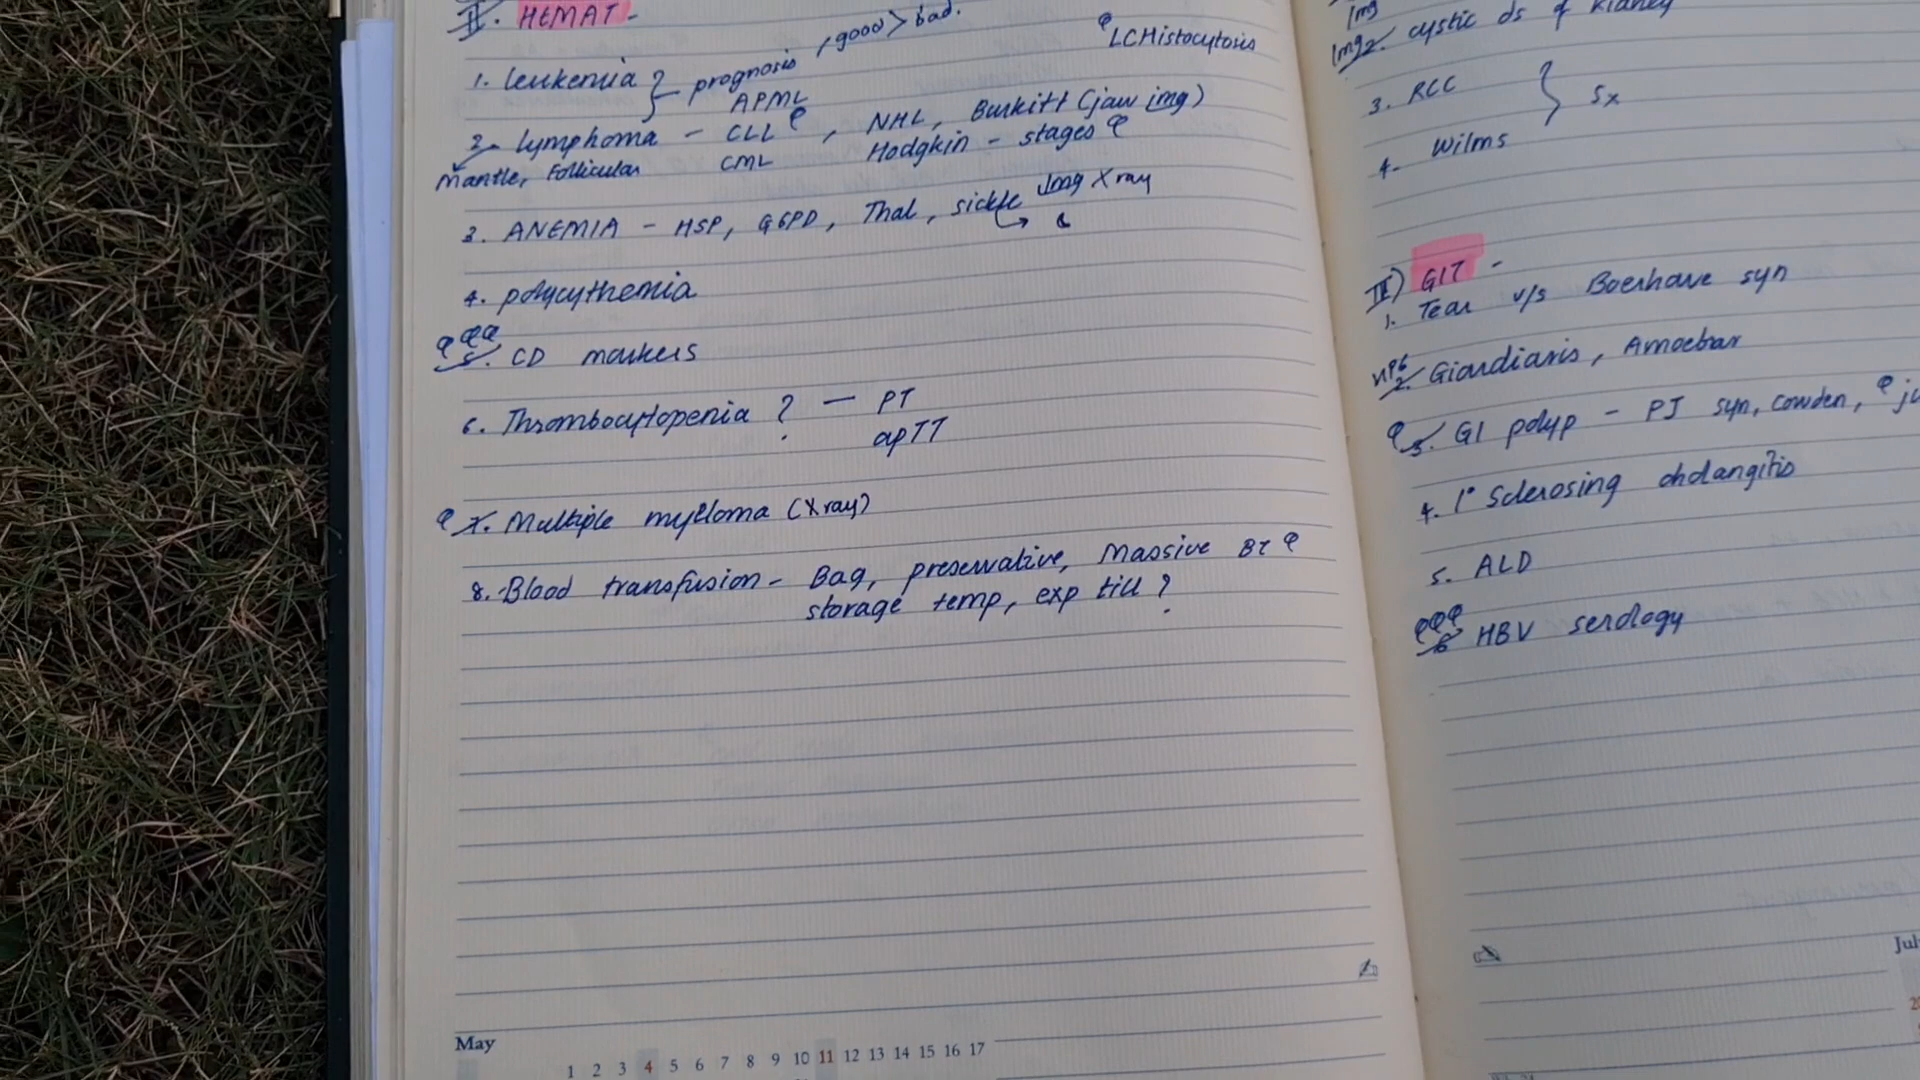 II. HEMAT -
1. leukemia } prognosis, good > bad.
LCHistocytosis
APML
2. lymphoma - CLL, NHL, Burkitt (jaw img)
Mantle, Follicular CML Hodgkin - stages
3. ANEMIA - HSP, G6PD, Thal, sickle Img X ray
4. polycythemia
5. CD markers
6. Thrombocytopenia ? — PT
apTT
7. Multiple myeloma (X ray)
8. Blood transfusion - Bag, preservative, Massive BT
storage temp, exp till ?
May
1 2 3 4 5 6 7 8 9 10 11 12 13 14 15 16 17
Img
Img 2. cystic ds of kidney
3. RCC } Sx
4. Wilms
III) GIT -
1. Tear v/s Boerhave syn
2. Giardiasis, Amoebar
3. GI polyp - PJ syn, cowden,
4. 1° Sclerosing cholangitis
5. ALD
6 HBV serology